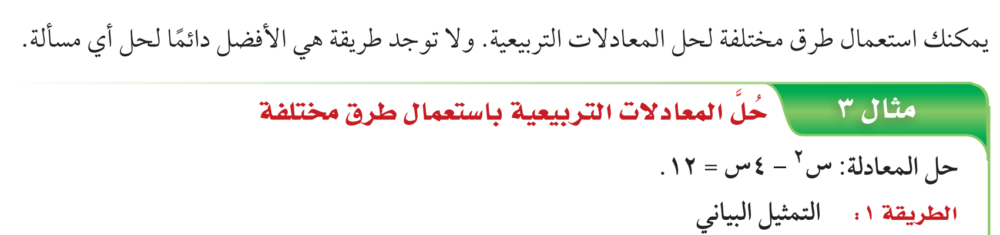 يمكنك استعمال طرق مختلفة لحل المعادلات التربيعية. ولا توجد طريقة هي الأفضل دائمًا لحل أي مسألة.
مثال ٣ حُلَّ المعادلات التربيعية باستعمال طرق مختلفة
حل المعادلة: س٢ – ٤س = ١٢.
الطريقة ١: التمثيل البياني